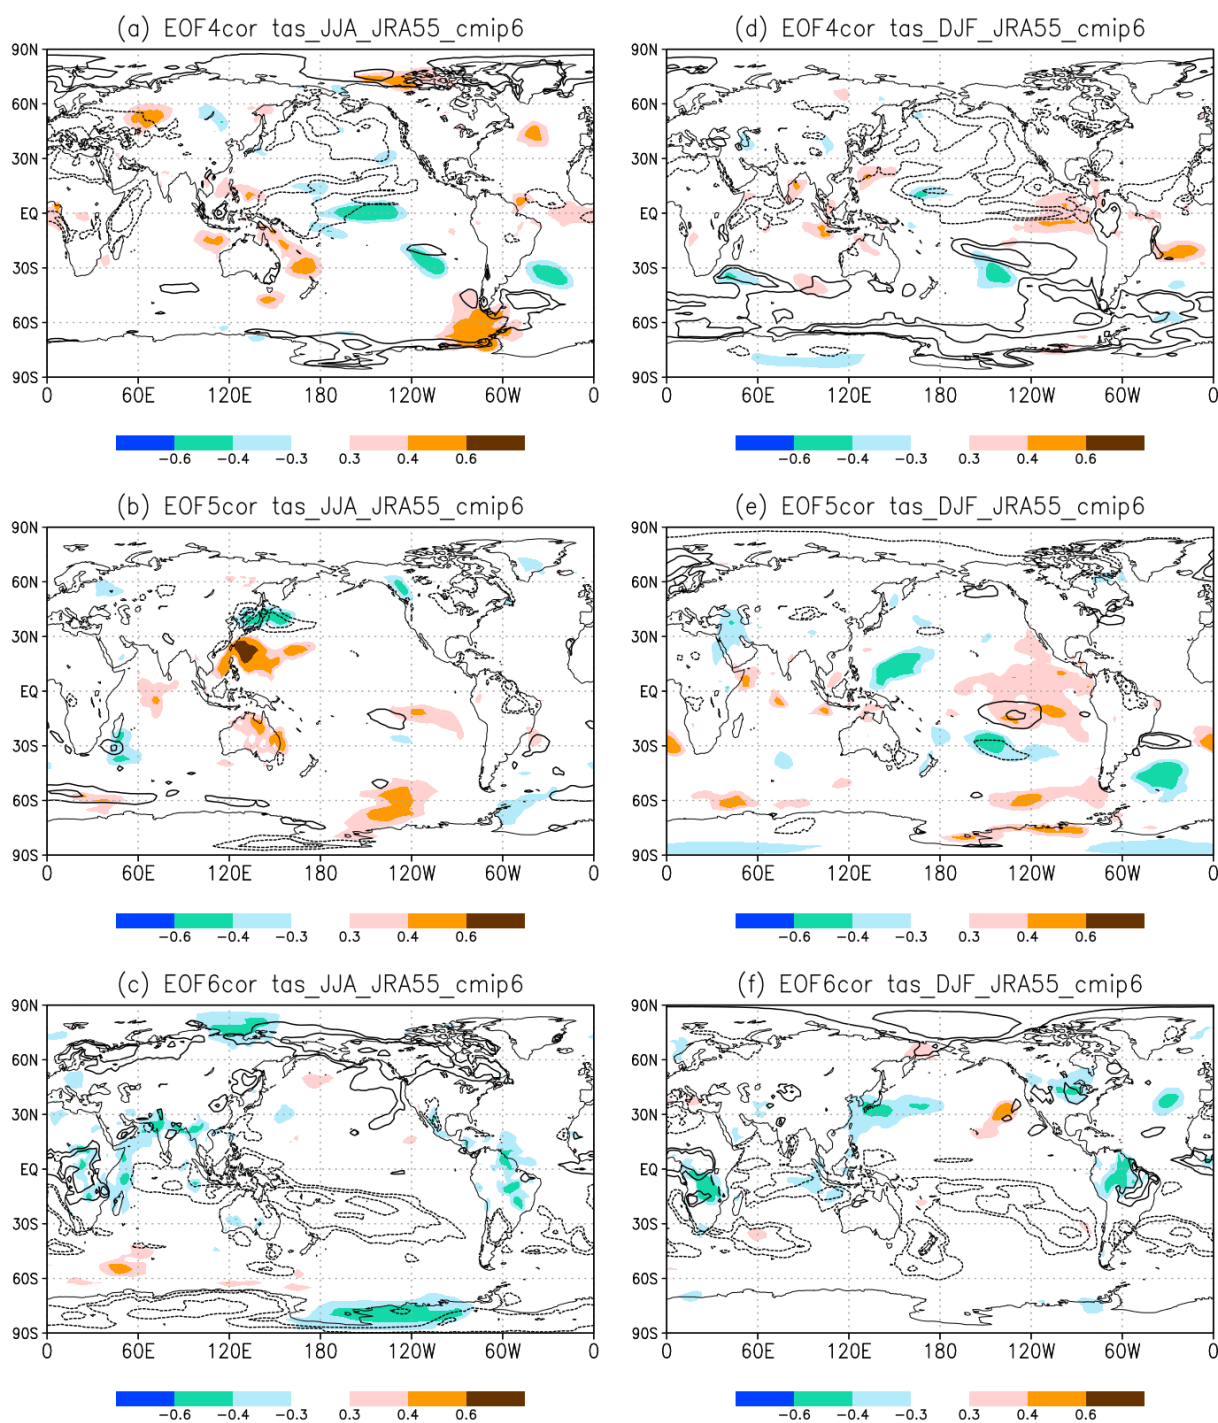 (a) EOF4cor tas_JJA_JRA55_cmip6
90N
60N
30N
EQ
30S
60S
90S
0 60E 120E 180 120W 60W 0
-0.6 -0.4 -0.3 0.3 0.4 0.6
(d) EOF4cor tas_DJF_JRA55_cmip6
90N
60N
30N
EQ
30S
60S
90S
0 60E 120E 180 120W 60W 0
-0.6 -0.4 -0.3 0.3 0.4 0.6
(b) EOF5cor tas_JJA_JRA55_cmip6
90N
60N
30N
EQ
30S
60S
90S
0 60E 120E 180 120W 60W 0
-0.6 -0.4 -0.3 0.3 0.4 0.6
(e) EOF5cor tas_DJF_JRA55_cmip6
90N
60N
30N
EQ
30S
60S
90S
0 60E 120E 180 120W 60W 0
-0.6 -0.4 -0.3 0.3 0.4 0.6
(c) EOF6cor tas_JJA_JRA55_cmip6
90N
60N
30N
EQ
30S
60S
90S
0 60E 120E 180 120W 60W 0
-0.6 -0.4 -0.3 0.3 0.4 0.6
(f) EOF6cor tas_DJF_JRA55_cmip6
90N
60N
30N
EQ
30S
60S
90S
0 60E 120E 180 120W 60W 0
-0.6 -0.4 -0.3 0.3 0.4 0.6